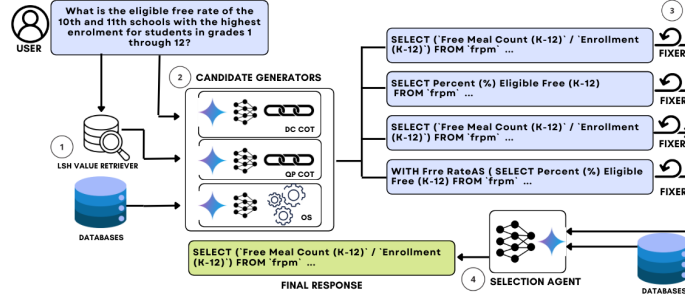 What is the eligible free rate of the
10th and 11th schools with the highest
enrolment for students in grades 1
through 12?
USER
3
SELECT (`Free Meal Count (K-12)` / `Enrollment
(K-12)`) FROM `frpm` ...
FIXER
2
CANDIDATE GENERATORS
SELECT Percent (%) Eligible Free (K-12)
FROM `frpm` ...
FIXER
DC COT
1
LSH VALUE RETRIEVER
SELECT (`Free Meal Count (K-12)` / `Enrollment
(K-12)`) FROM `frpm` ...
FIXER
QP COT
WITH Frre RateAS ( SELECT Percent (%) Eligible
Free (K-12) FROM `frpm` ...
FIXER
OS
DATABASES
SELECT (`Free Meal Count (K-12)` / `Enrollment
(K-12)`) FROM `frpm` ...
FINAL RESPONSE
4
SELECTION AGENT
DATABASES